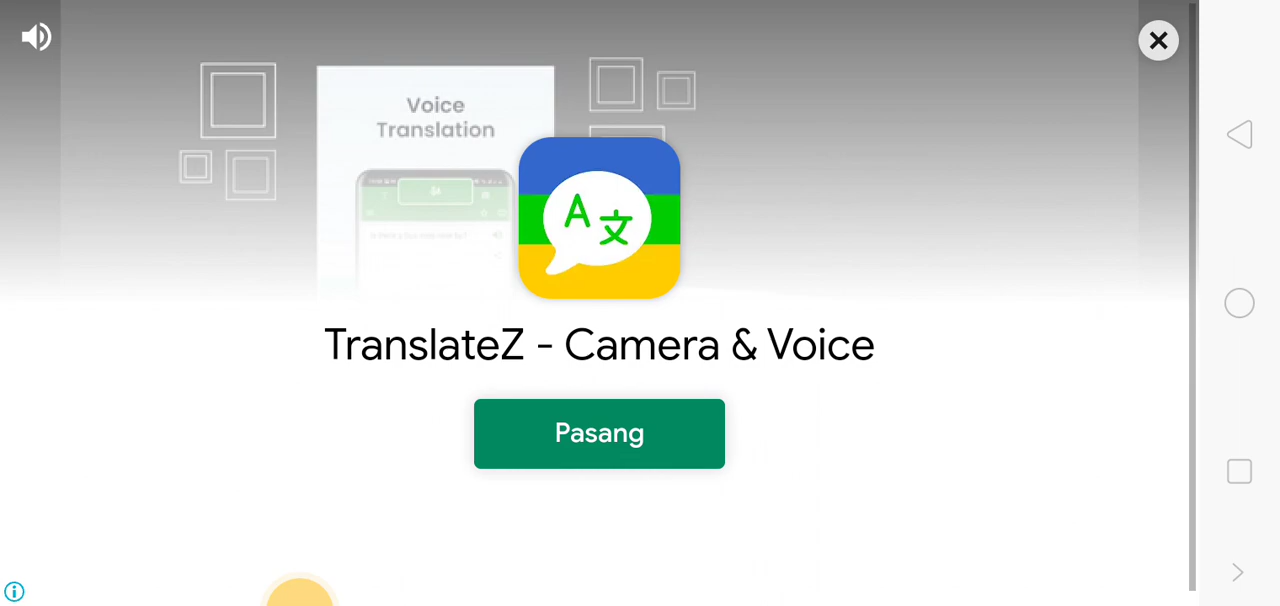 Voice
Translation
A 文
TranslateZ - Camera & Voice
Pasang